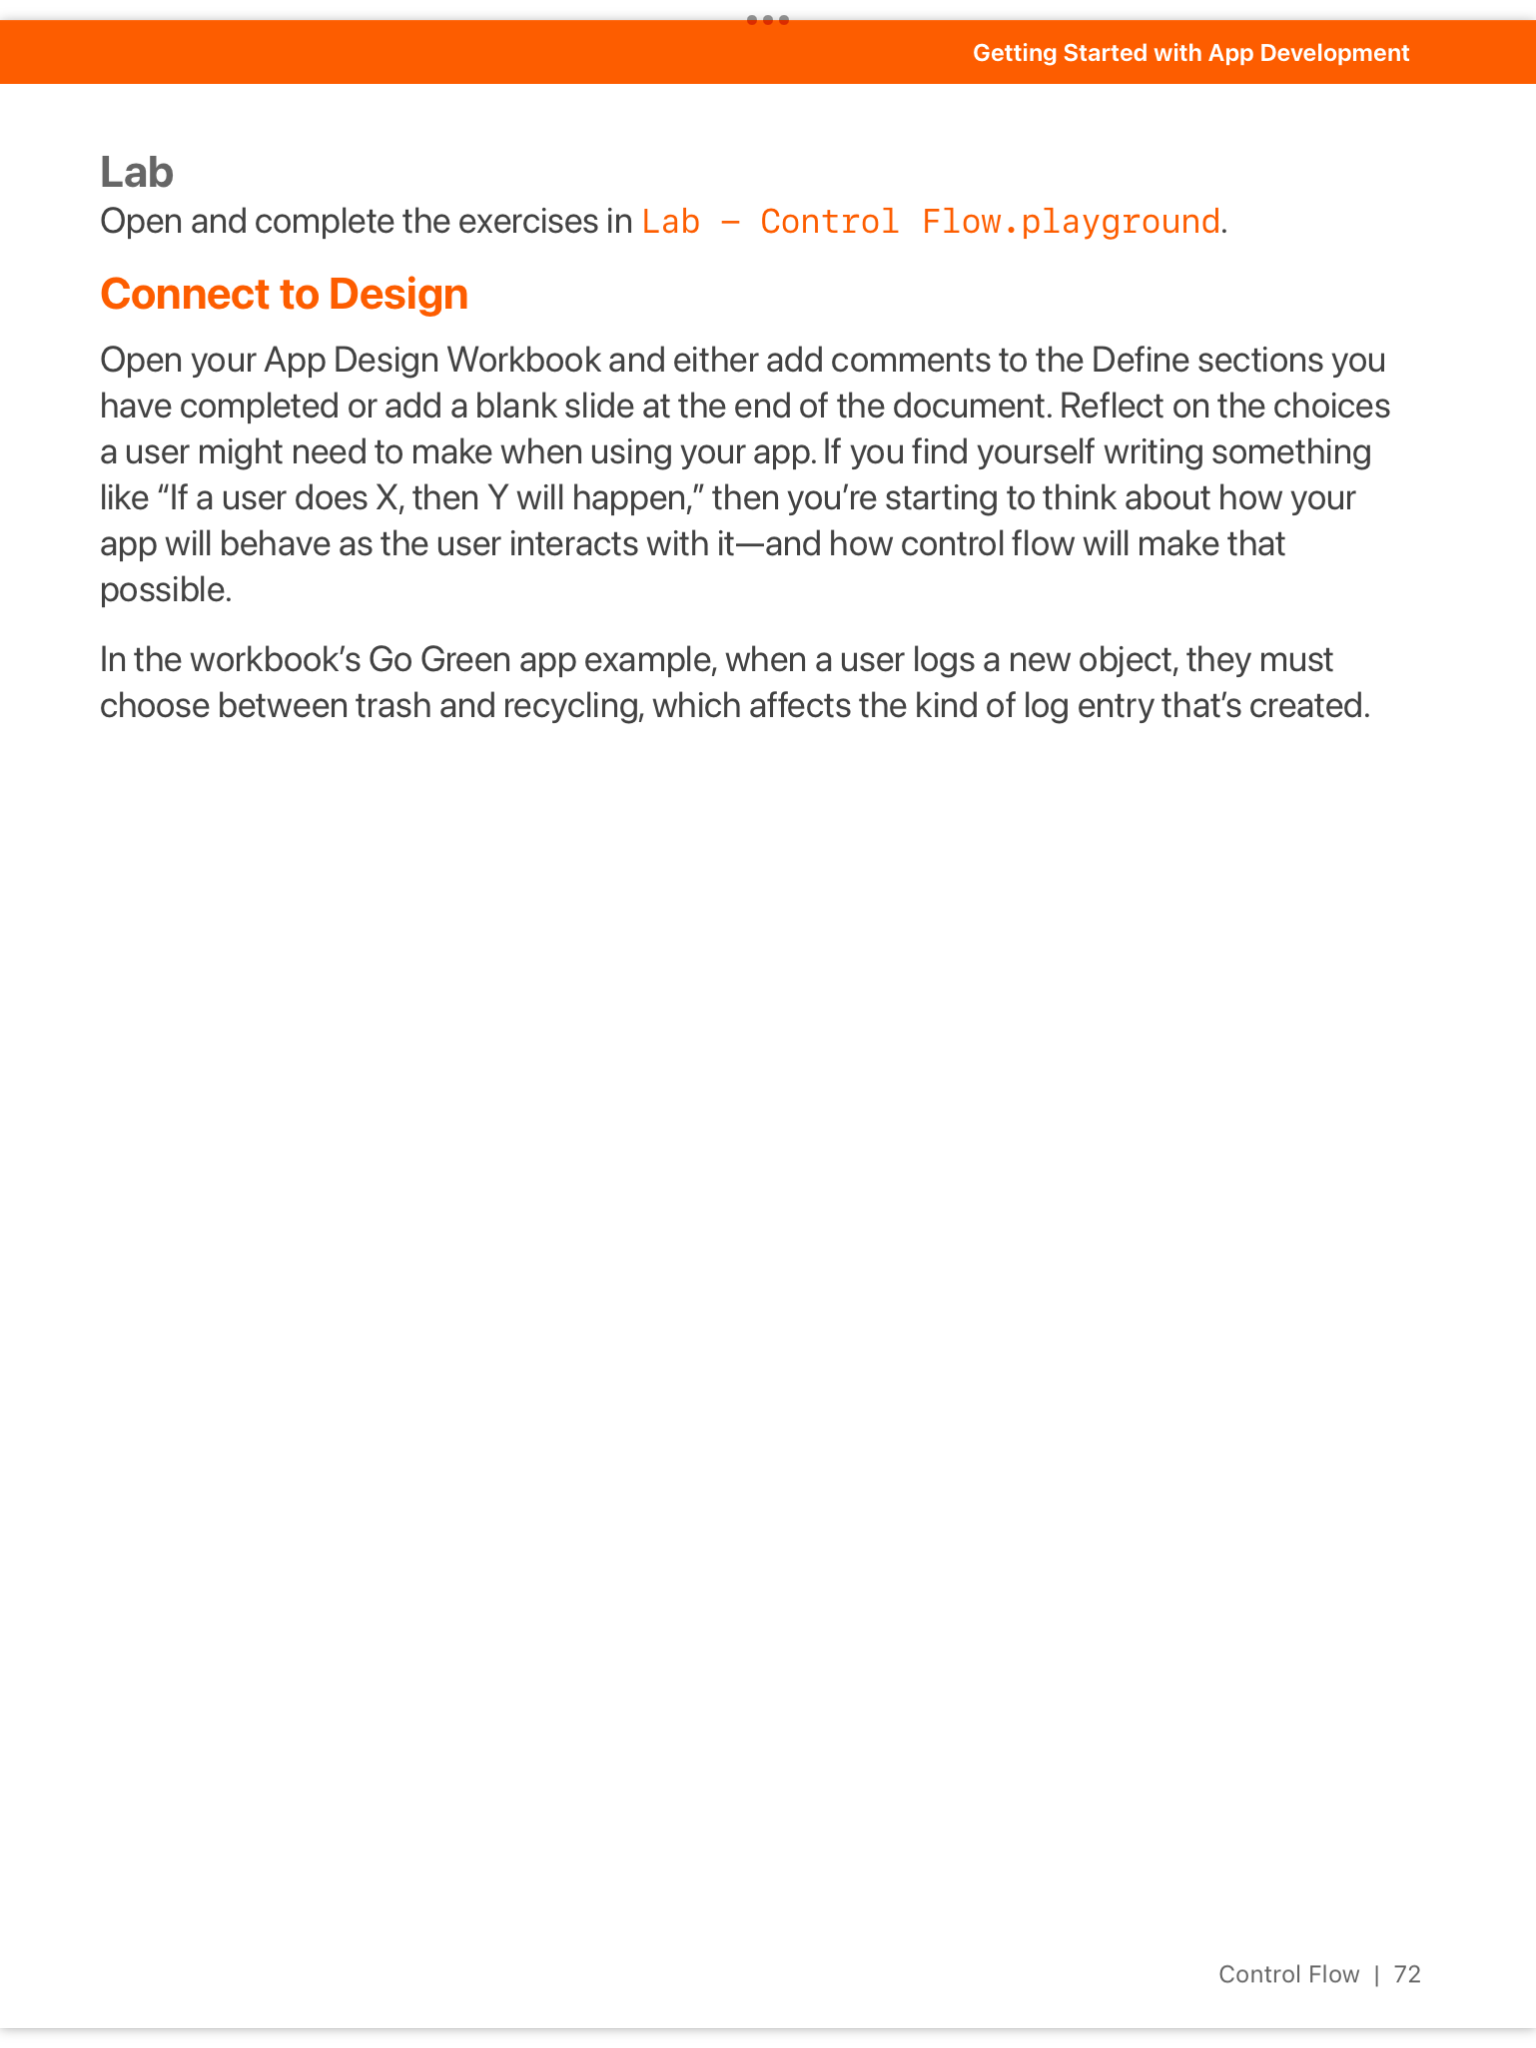 Getting Started with App Development
Lab
Open and complete the exercises in Lab – Control Flow.playground.
Connect to Design
Open your App Design Workbook and either add comments to the Define sections you
have completed or add a blank slide at the end of the document. Reflect on the choices
a user might need to make when using your app. If you find yourself writing something
like “If a user does X, then Y will happen,” then you’re starting to think about how your
app will behave as the user interacts with it—and how control flow will make that
possible.
In the workbook’s Go Green app example, when a user logs a new object, they must
choose between trash and recycling, which affects the kind of log entry that’s created.
Control Flow | 72